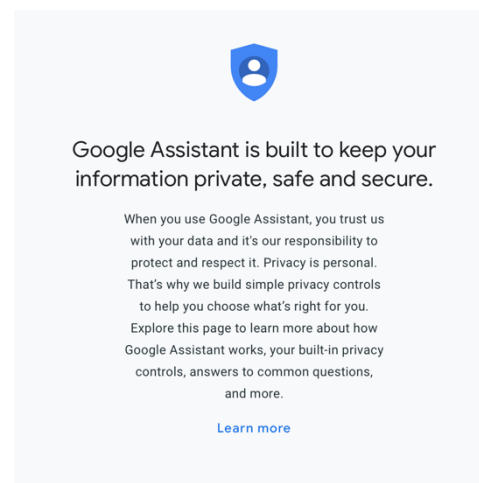 Google Assistant is built to keep your
information private, safe and secure.
When you use Google Assistant, you trust us
with your data and it's our responsibility to
protect and respect it. Privacy is personal.
That's why we build simple privacy controls
to help you choose what's right for you.
Explore this page to learn more about how
Google Assistant works, your built-in privacy
controls, answers to common questions,
and more.
Learn more